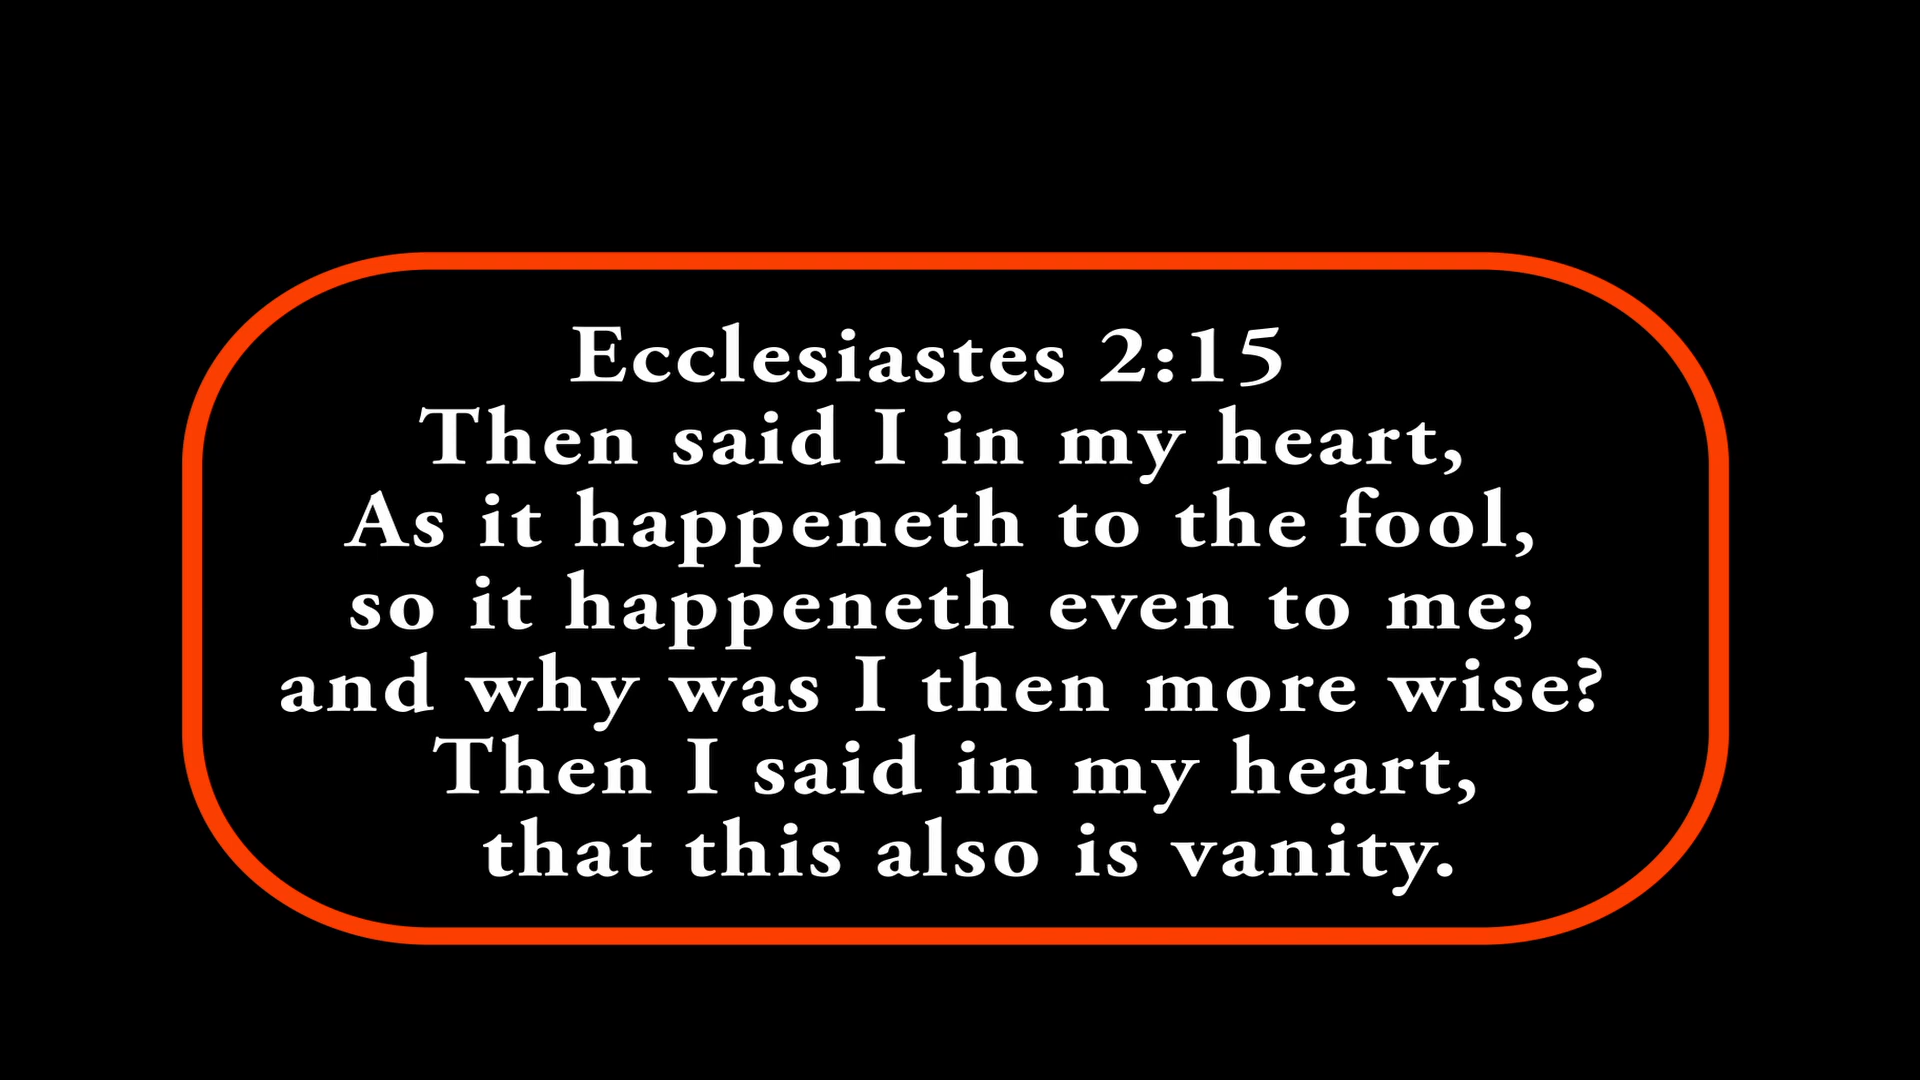 Ecclesiastes 2:15
Then said I in my heart,
As it happeneth to the fool,
so it happeneth even to me;
and why was I then more wise?
Then I said in my heart,
that this also is vanity.